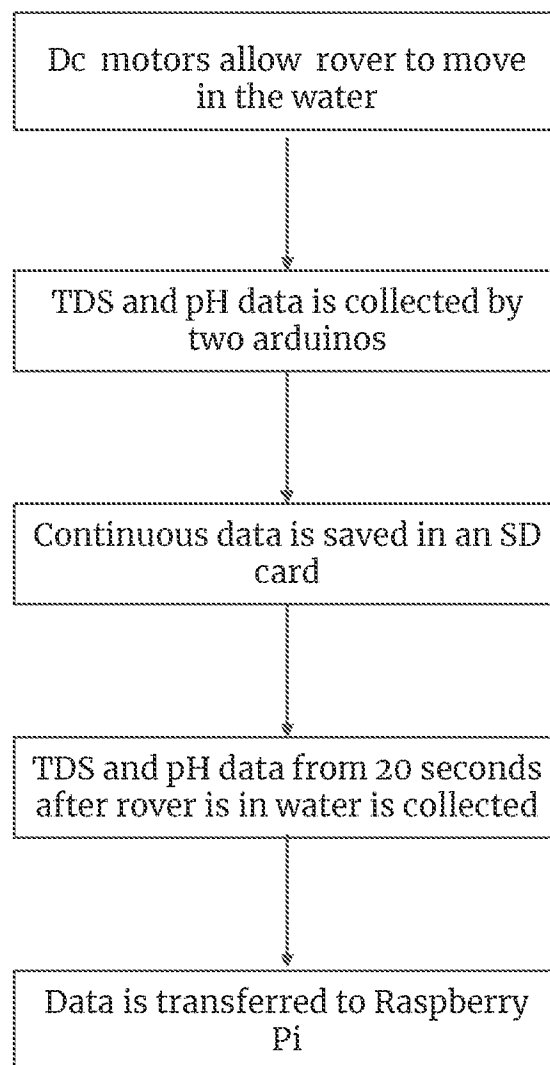 Dc motors allow rover to move
in the water
TDS and pH data is collected by
two arduinos
Continuous data is saved in an SD
card
TDS and pH data from 20 seconds
after rover is in water is collected
Data is transferred to Raspberry
Pi